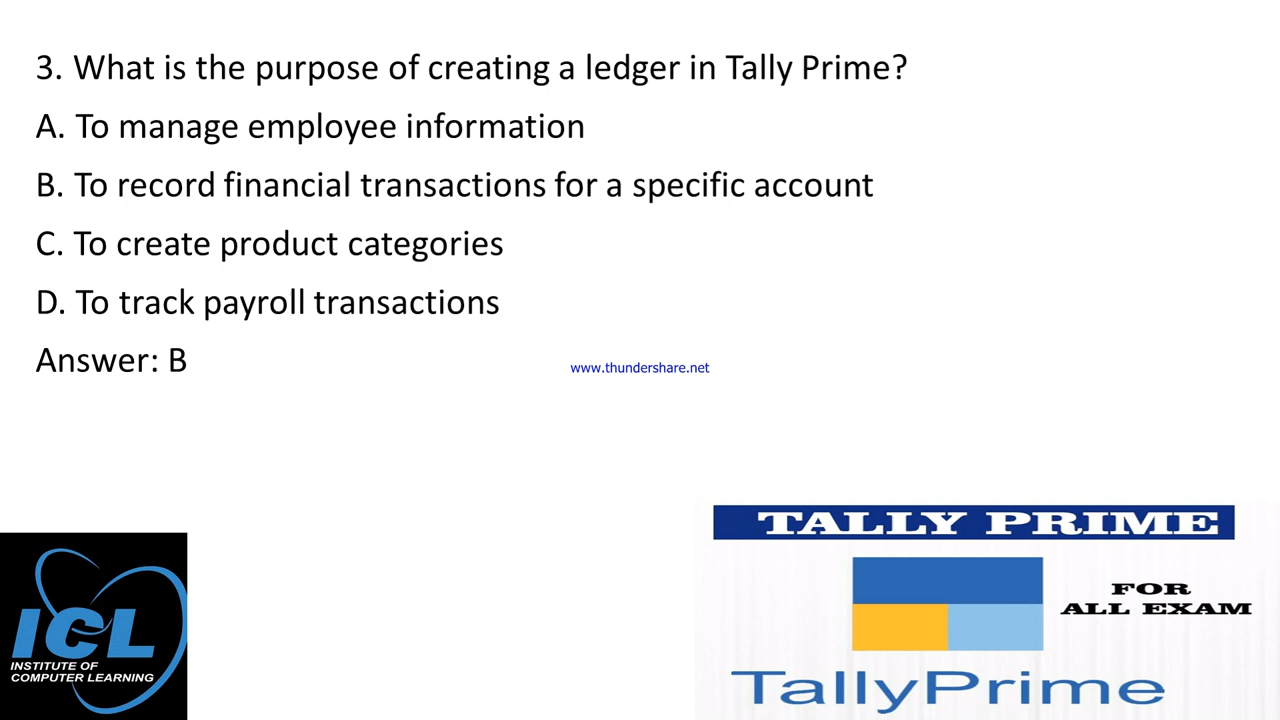 3. What is the purpose of creating a ledger in Tally Prime?
A. To manage employee information
B. To record financial transactions for a specific account
C. To create product categories
D. To track payroll transactions
Answer: B
www.thundershare.net
ICL
INSTITUTE OF
COMPUTER LEARNING
TALLY PRIME
FOR
ALL EXAM
TallyPrime